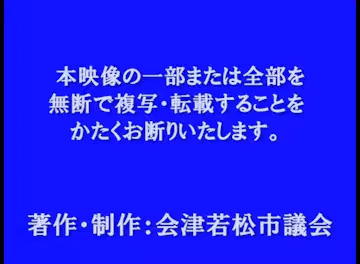 本映像の一部または全部を
無断で複写・転載することを
かたくお断りいたします。
著作・制作：会津若松市議会